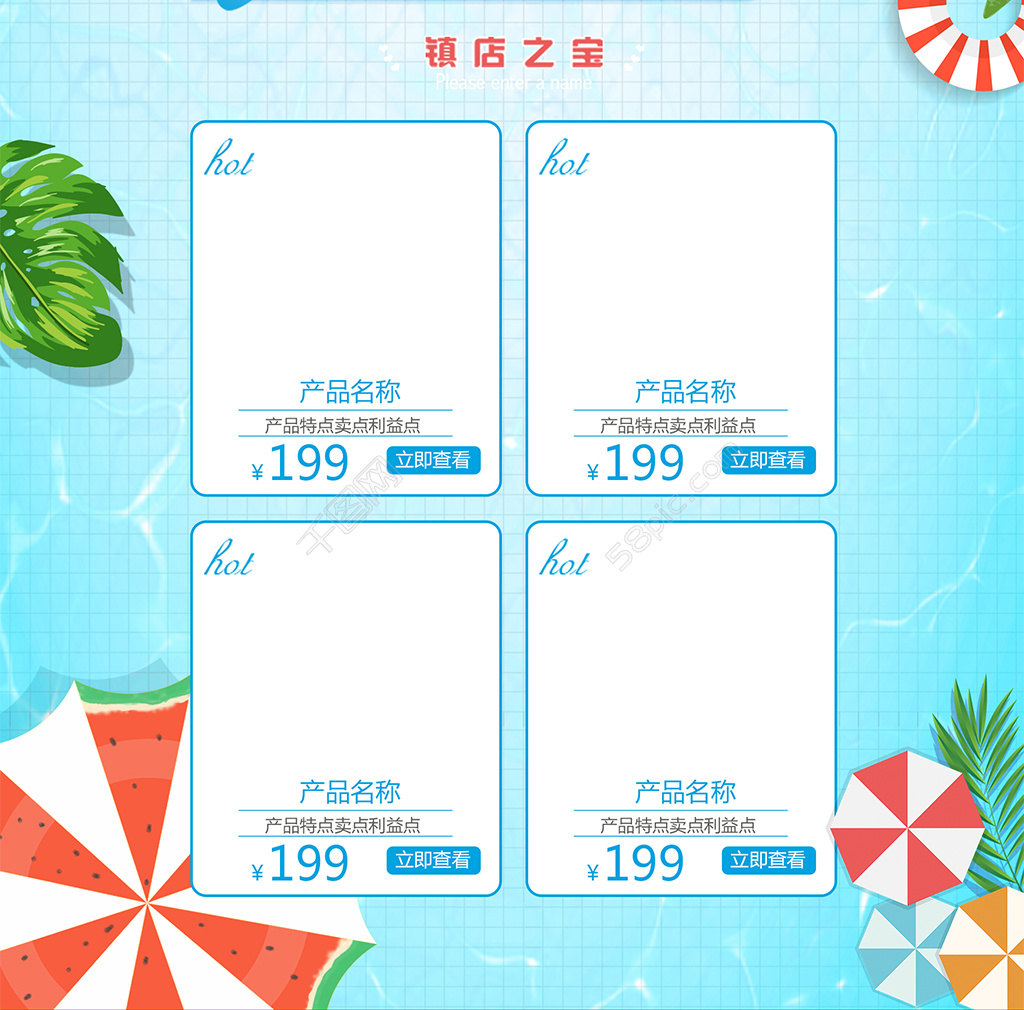 镇店之宝
Please enter a name
hot
产品名称
产品特点卖点利益点
¥199 立即查看
hot
产品名称
产品特点卖点利益点
¥199 立即查看
hot
产品名称
产品特点卖点利益点
¥199 立即查看
hot
产品名称
产品特点卖点利益点
¥199 立即查看
千图网
58pic.com